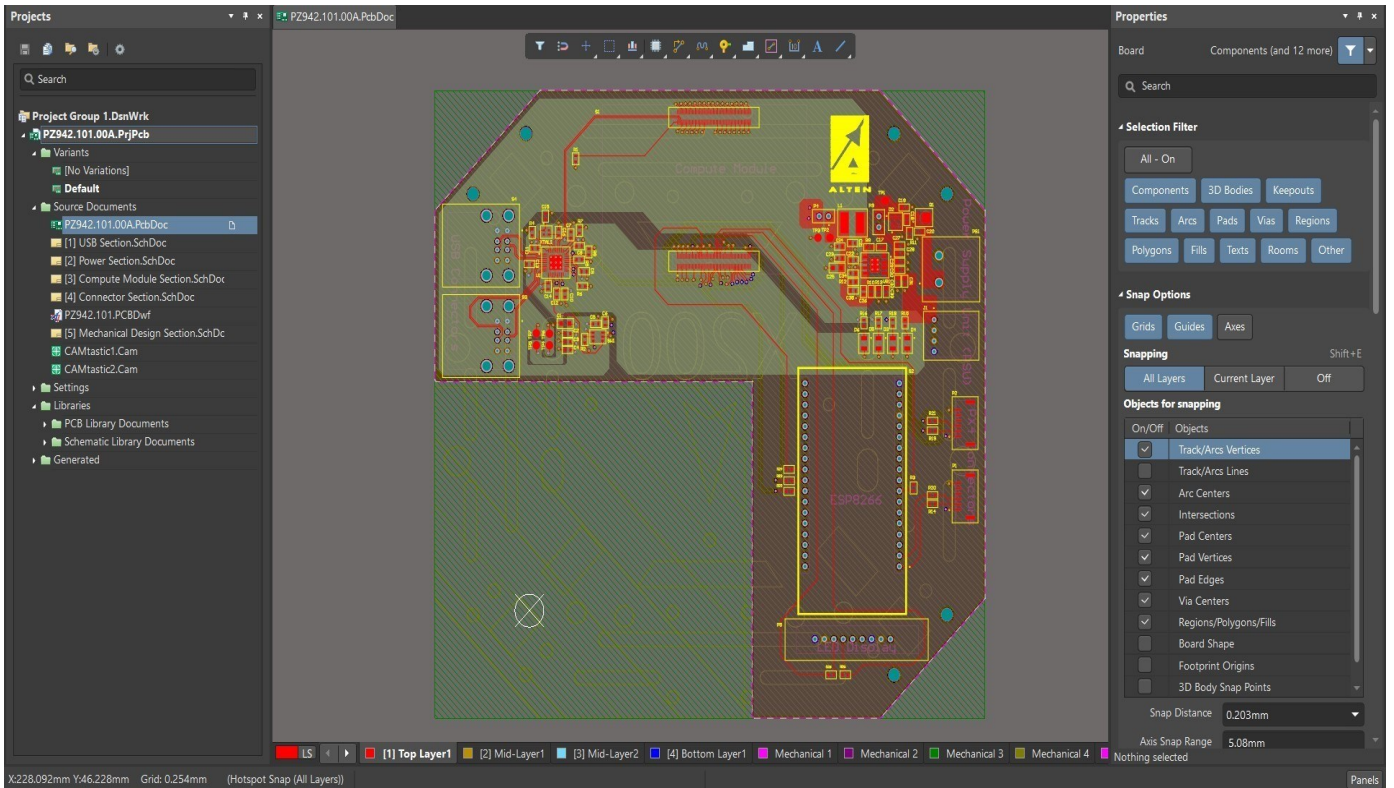 Projects
PZ942.101.00A.PcbDoc
Properties
Board
Components (and 12 more)
Search
Search
Project Group 1.DsnWrk
PZ942.101.00A.PrjPcb
Variants
[No Variations]
Default
Source Documents
PZ942.101.00A.PcbDoc
[1] USB Section.SchDoc
[2] Power Section.SchDoc
[3] Compute Module Section.SchDoc
[4] Connector Section.SchDoc
PZ942.101.PCBDwf
[5] Mechanical Design Section.SchDc
CAMtastic1.Cam
CAMtastic2.Cam
Settings
Libraries
PCB Library Documents
Schematic Library Documents
Generated
Compute Module
ALTEN
ESP8266
LCD Display
Selection Filter
All - On
Components 3D Bodies Keepouts
Tracks Arcs Pads Vias Regions
Polygons Fills Texts Rooms Other
Snap Options
Grids Guides Axes
Snapping Shift+E
All Layers Current Layer Off
Objects for snapping
On/Off Objects
Track/Arcs Vertices
Track/Arcs Lines
Arc Centers
Intersections
Pad Centers
Pad Vertices
Pad Edges
Via Centers
Regions/Polygons/Fills
Board Shape
Footprint Origins
3D Body Snap Points
Snap Distance 0.203mm
Axis Snap Range 5.08mm
Nothing selected
LS [1] Top Layer1 [2] Mid-Layer1 [3] Mid-Layer2 [4] Bottom Layer1 Mechanical 1 Mechanical 2 Mechanical 3 Mechanical 4
X:228.092mm Y:46.228mm Grid: 0.254mm (Hotspot Snap (All Layers))
Panels